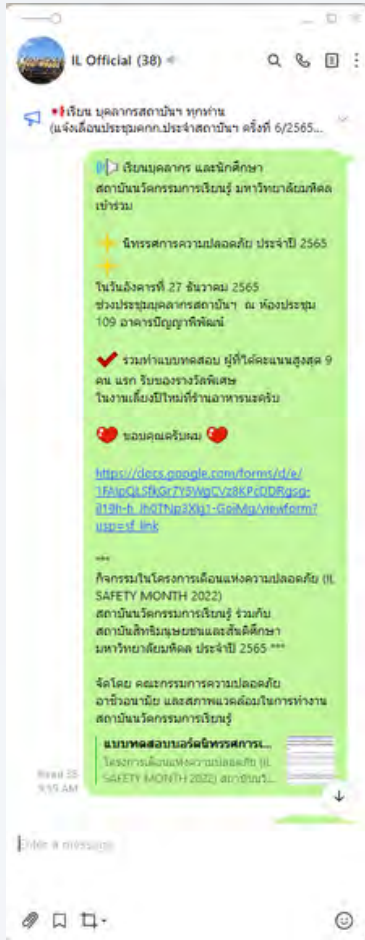 IL Official (38)
เรียน บุคลากรสถาบันฯ ทุกท่าน
(แจ้งเลื่อนประชุมคกก.ประจำสถาบันฯ ครั้งที่ 6/2565...
เรียนบุคลากร และนักศึกษา
สถาบันนวัตกรรมการเรียนรู้ มหาวิทยาลัยมหิดล
เข้าร่วม
นิทรรศการความปลอดภัย ประจำปี 2565
ในวันอังคารที่ 27 ธันวาคม 2565
ช่วงประชุมบุคลากรสถาบันฯ ณ ห้องประชุม
109 อาคารปัญญาพิพัฒน์
ร่วมทำแบบทดสอบ ผู้ที่ได้คะแนนสูงสุด 9
คน แรก รับของรางวัลพิเศษ
ในงานเลี้ยงปีใหม่ที่ร้านอาหารนะครับ
ขอบคุณครับผม
https://docs.google.com/forms/d/e/
usp=sf_link
***
กิจกรรมในโครงการเดือนแห่งความปลอดภัย (IL
SAFETY MONTH 2022)
สถาบันนวัตกรรมการเรียนรู้ ร่วมกับ
สถาบันสิทธิมนุษยชนและสันติศึกษา
มหาวิทยาลัยมหิดล ประจำปี 2565 ***
จัดโดย คณะกรรมการความปลอดภัย
อาชีวอนามัย และสภาพแวดล้อมในการทำงาน
สถาบันนวัตกรรมการเรียนรู้
แบบทดสอบบอร์ดนิทรรศการเ...
โครงการเดือนแห่งความปลอดภัย (IL
SAFETY MONTH 2022) สถาบันนวั...
Read 35
9:59 AM
Enter a message